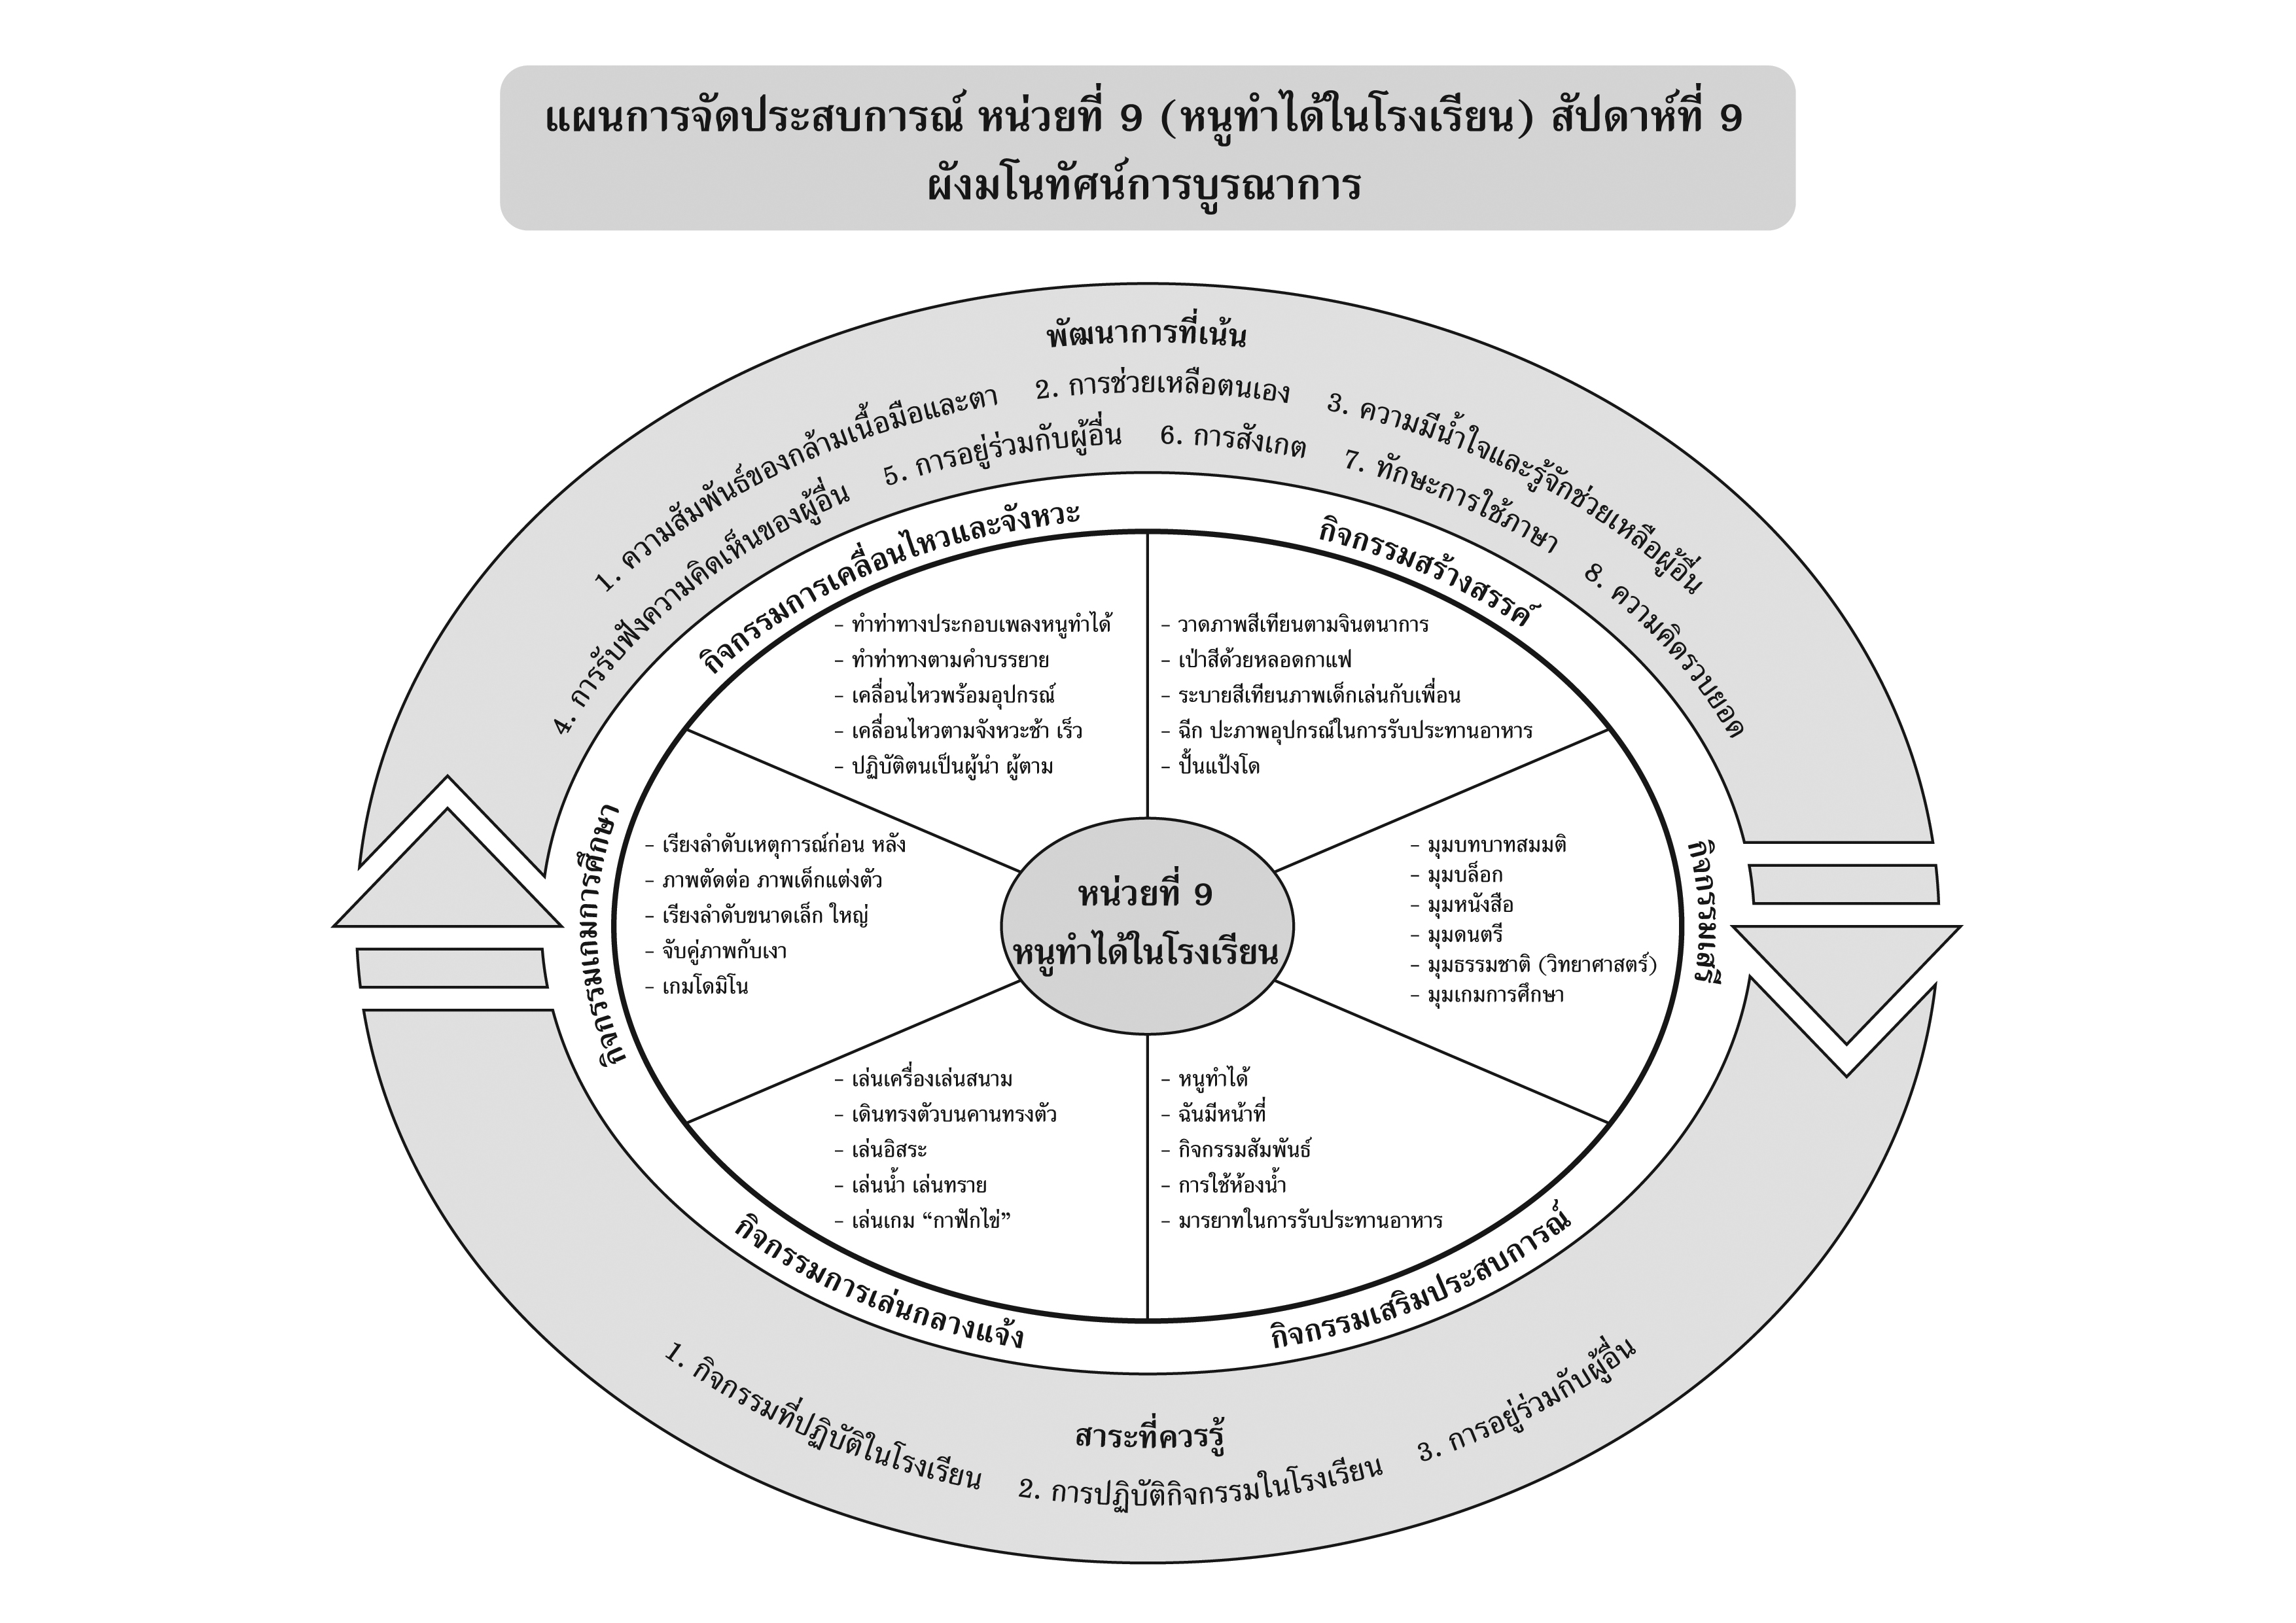 แผนการจัดประสบการณ์ หน่วยที่ 9 (หนูทำได้ในโรงเรียน) สัปดาห์ที่ 9
ผังมโนทัศน์การบูรณาการ
พัฒนาการที่เน้น
1. ความสัมพันธ์ของกล้ามเนื้อมือและตา 2. การช่วยเหลือตนเอง 3. ความมีน้ำใจและรู้จักช่วยเหลือผู้อื่น
4. การรับฟังความคิดเห็นของผู้อื่น 5. การอยู่ร่วมกับผู้อื่น 6. การสังเกต 7. ทักษะการใช้ภาษา 8. ความคิดรวบยอด
กิจกรรมการเคลื่อนไหวและจังหวะ
- ทำท่าทางประกอบเพลงหนูทำได้
- ทำท่าทางตามคำบรรยาย
- เคลื่อนไหวพร้อมอุปกรณ์
- เคลื่อนไหวตามจังหวะช้า เร็ว
- ปฏิบัติตนเป็นผู้นำ ผู้ตาม
กิจกรรมสร้างสรรค์
- วาดภาพสีเทียนตามจินตนาการ
- เป่าสีด้วยหลอดกาแฟ
- ระบายสีเทียนภาพเด็กเล่นกับเพื่อน
- ฉีก ปะภาพอุปกรณ์ในการรับประทานอาหาร
- ปั้นแป้งโด
กิจกรรมเกมการศึกษา
- เรียงลำดับเหตุการณ์ก่อน หลัง
- ภาพตัดต่อ ภาพเด็กแต่งตัว
- เรียงลำดับขนาดเล็ก ใหญ่
- จับคู่ภาพกับเงา
- เกมโดมิโน
หน่วยที่ 9
หนูทำได้ในโรงเรียน
กิจกรรมเสรี
- มุมบทบาทสมมติ
- มุมบล็อก
- มุมหนังสือ
- มุมดนตรี
- มุมธรรมชาติ (วิทยาศาสตร์)
- มุมเกมการศึกษา
- เล่นเครื่องเล่นสนาม
- เดินทรงตัวบนคานทรงตัว
- เล่นอิสระ
- เล่นน้ำ เล่นทราย
- เล่นเกม “กาฟักไข่”
กิจกรรมการเล่นกลางแจ้ง
- หนูทำได้
- ฉันมีหน้าที่
- กิจกรรมสัมพันธ์
- การใช้ห้องน้ำ
- มารยาทในการรับประทานอาหาร
กิจกรรมเสริมประสบการณ์
สาระที่ควรรู้
1. กิจกรรมที่ปฏิบัติในโรงเรียน 2. การปฏิบัติกิจกรรมในโรงเรียน 3. การอยู่ร่วมกับผู้อื่น